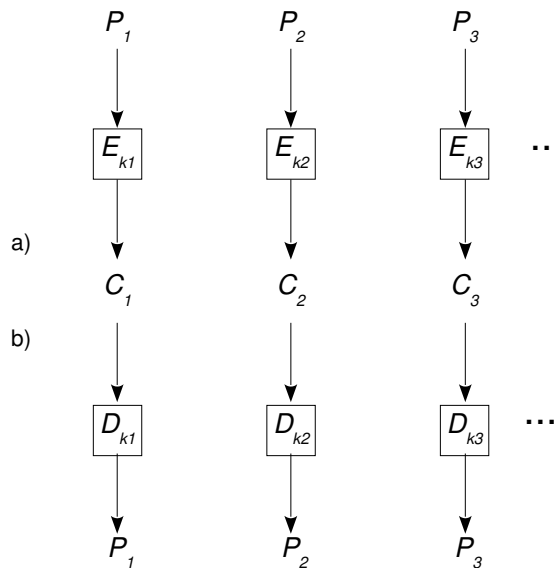 P1 P2 P3
Ek1 Ek2 Ek3 ..
a)
C1 C2 C3
b)
Dk1 Dk2 Dk3 ...
P1 P2 P3